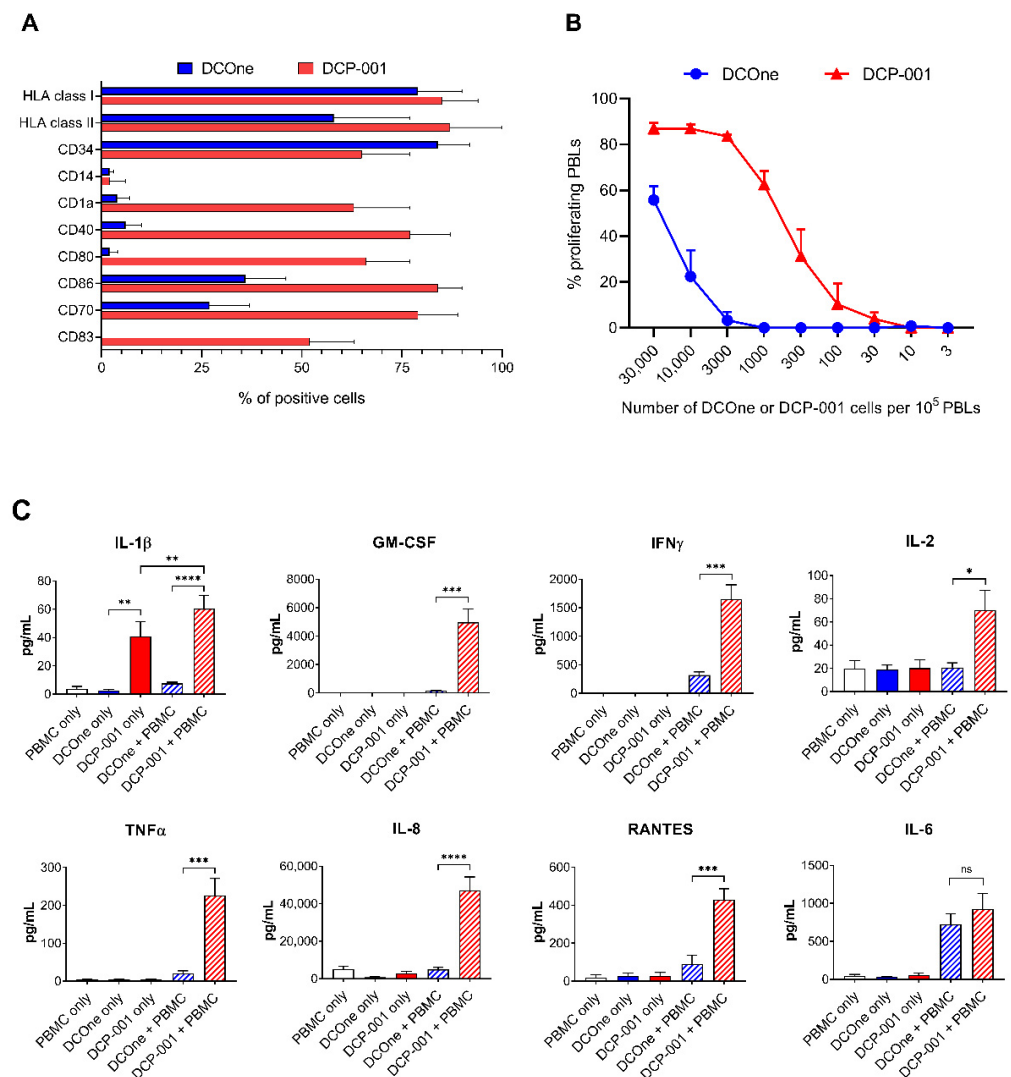 A
DCOne DCP-001
HLA class I
HLA class II
CD34
CD14
CD1a
CD40
CD80
CD86
CD70
CD83
0 25 50 75 100
% of positive cells
B
DCOne DCP-001
% proliferating PBLs
100
80
60
40
20
0
30,000 10,000 3000 1000 300 100 30 10 3
Number of DCOne or DCP-001 cells per 10⁵ PBLs
C
IL-1β
pg/mL
80
60
40
20
0
** 
** ****
PBMC only DCOne only DCP-001 only DCOne + PBMC DCP-001 + PBMC
GM-CSF
pg/mL
8000
6000
4000
2000
0
***
PBMC only DCOne only DCP-001 only DCOne + PBMC DCP-001 + PBMC
IFNγ
pg/mL
2000
1500
1000
500
0
***
PBMC only DCOne only DCP-001 only DCOne + PBMC DCP-001 + PBMC
IL-2
pg/mL
100
80
60
40
20
0
*
PBMC only DCOne only DCP-001 only DCOne + PBMC DCP-001 + PBMC
TNFα
pg/mL
300
200
100
0
***
PBMC only DCOne only DCP-001 only DCOne + PBMC DCP-001 + PBMC
IL-8
pg/mL
60,000
40,000
20,000
0
****
PBMC only DCOne only DCP-001 only DCOne + PBMC DCP-001 + PBMC
RANTES
pg/mL
600
400
200
0
***
PBMC only DCOne only DCP-001 only DCOne + PBMC DCP-001 + PBMC
IL-6
pg/mL
1500
1000
500
0
ns
PBMC only DCOne only DCP-001 only DCOne + PBMC DCP-001 + PBMC